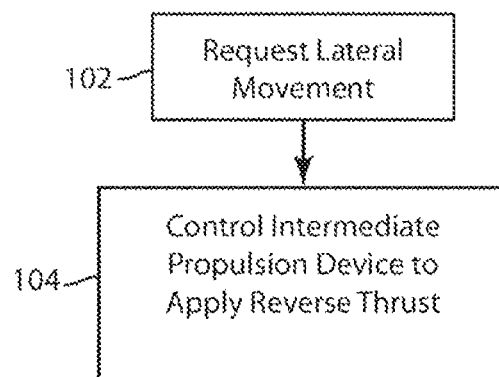 102
Request Lateral
Movement
104
Control Intermediate
Propulsion Device to
Apply Reverse Thrust